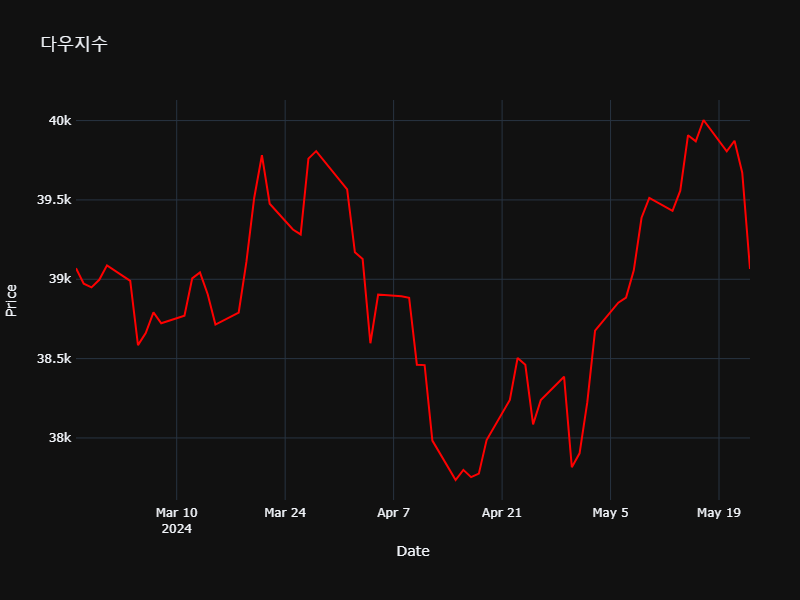 다우지수
40k
39.5k
39k
38.5k
38k
Price
Mar 10
2024
Mar 24
Apr 7
Apr 21
May 5
May 19
Date